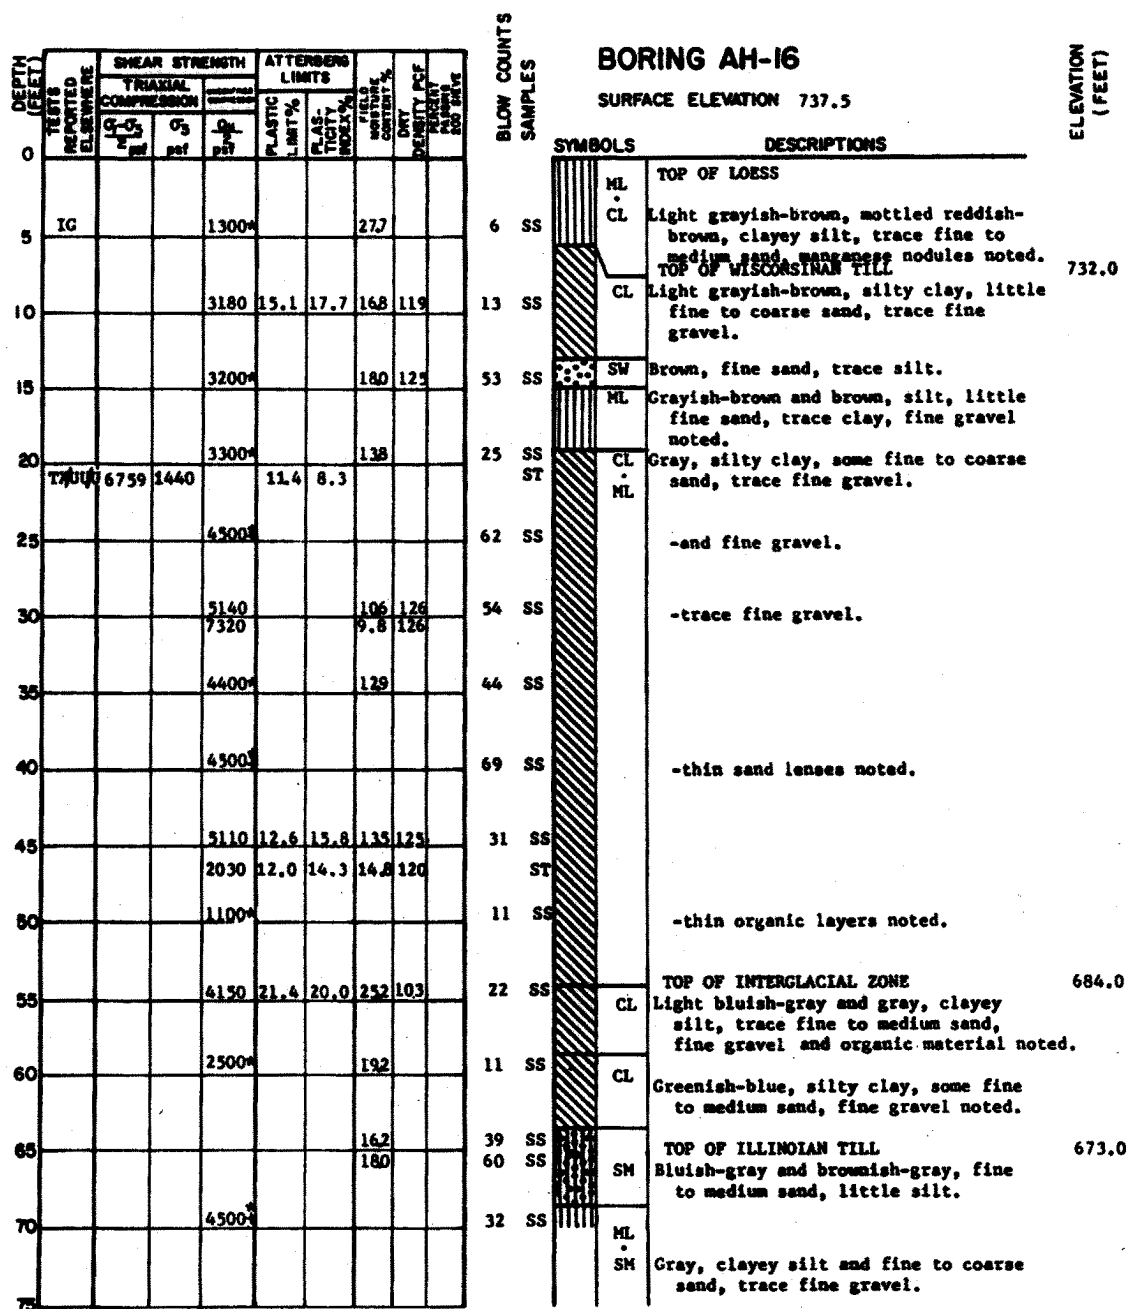 BORING AH-16
SURFACE ELEVATION 737.5
DEPTH (FEET)
TESTS REPORTED ELSEWHERE
SHEAR STRENGTH
TRIAXIAL COMPRESSION
σ3 psf
psf
ATTERBERG LIMITS
PLASTIC LIMIT %
PLAS-TICITY INDEX %
FIELD MOISTURE CONTENT %
DRY DENSITY PCF
PERCENT PASSING 200 SIEVE
BLOW COUNTS
SAMPLES
SYMBOLS
DESCRIPTIONS
ELEVATION (FEET)
0
TOP OF LOESS
ML
IG 1300* 27.7 6 SS
• CL Light grayish-brown, mottled reddish-
brown, clayey silt, trace fine to
medium sand, manganese nodules noted.
5
TOP OF WISCONSINAN TILL 732.0
CL Light grayish-brown, silty clay, little
fine to coarse sand, trace fine
gravel.
3180 15.1 17.7 16.8 119 13 SS
10
SW Brown, fine sand, trace silt.
3200* 18.0 125 53 SS
15
ML Grayish-brown and brown, silt, little
fine sand, trace clay, fine gravel
noted.
3300* 13.8 25 SS
20
CL • ML Gray, silty clay, some fine to coarse
sand, trace fine gravel.
6759 1440 11.4 8.3 ST
4500* 62 SS
25
-and fine gravel.
5140 10.6 126 54 SS
30
-trace fine gravel.
7320 9.8 126
4400* 12.9 44 SS
35
4500* 69 SS
40
-thin sand lenses noted.
5110 12.6 15.8 13.5 125 31 SS
45
2030 12.0 14.3 14.8 120 ST
1100* 11 SS
50
-thin organic layers noted.
TOP OF INTERGLACIAL ZONE 684.0
4150 21.4 20.0 25.2 103 22 SS
55
CL Light bluish-gray and gray, clayey
silt, trace fine to medium sand,
fine gravel and organic material noted.
2500* 19.2 11 SS
60
CL Greenish-blue, silty clay, some fine
to medium sand, fine gravel noted.
16.2 39 SS
65
TOP OF ILLINOIAN TILL 673.0
18.0 60 SS
SM Bluish-gray and brownish-gray, fine
to medium sand, little silt.
4500* 32 SS
70
ML • SM Gray, clayey silt and fine to coarse
sand, trace fine gravel.
75